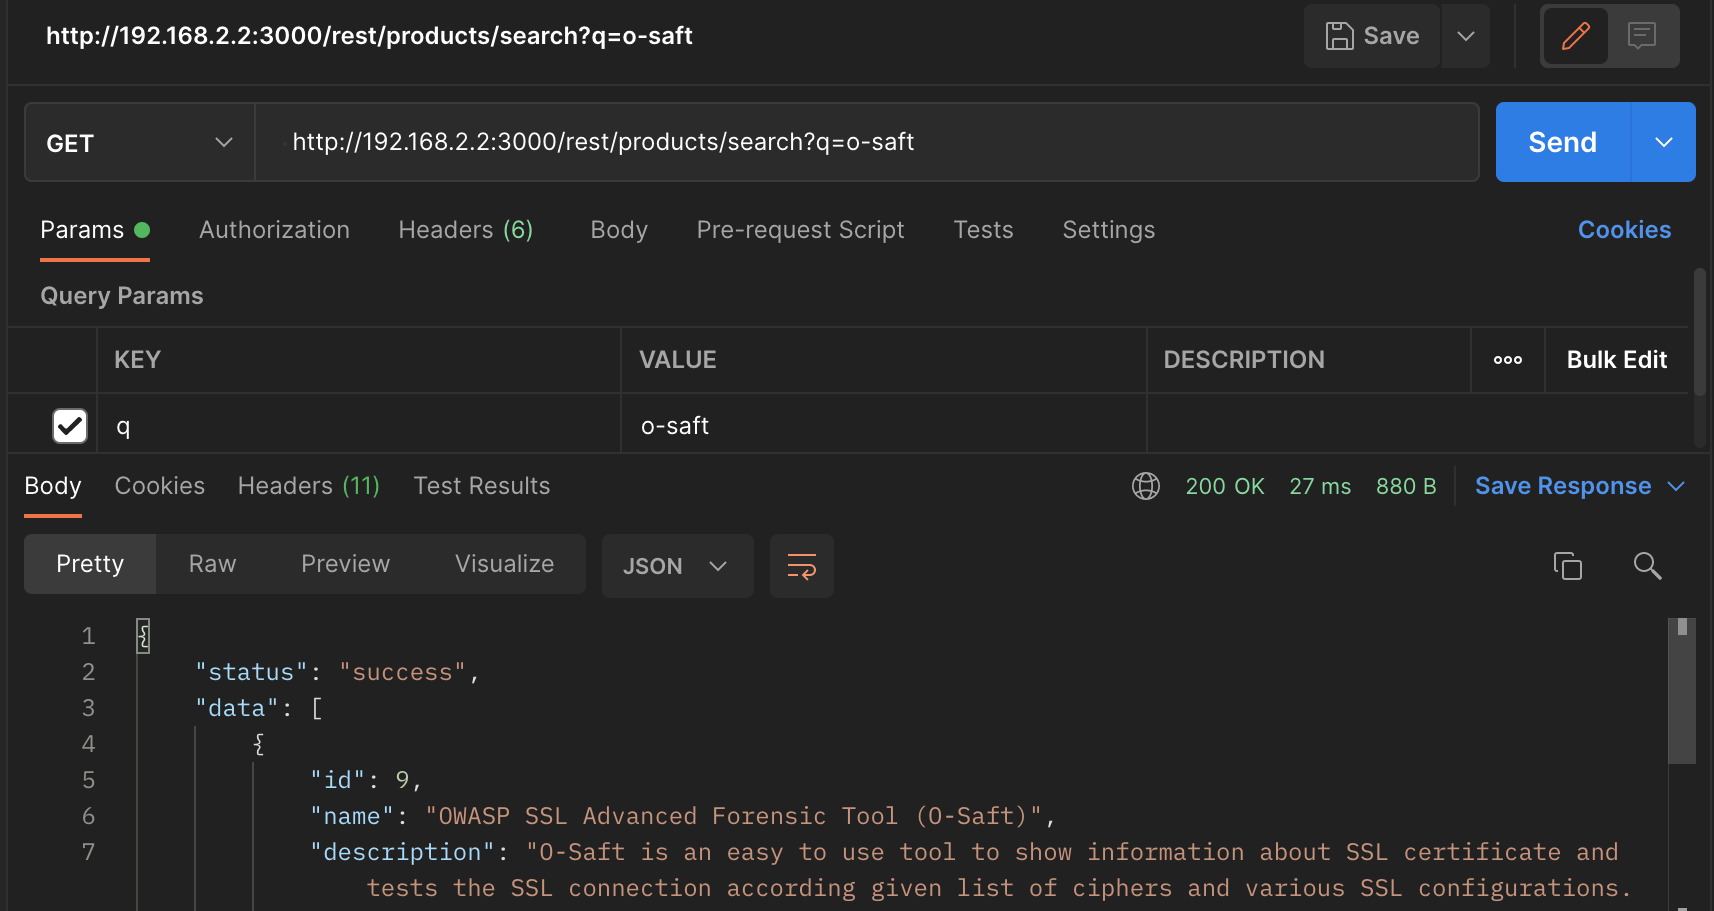 http://192.168.2.2:3000/rest/products/search?q=o-saft
Save
GET
http://192.168.2.2:3000/rest/products/search?q=o-saft
Send
Params
Authorization
Headers (6)
Body
Pre-request Script
Tests
Settings
Cookies
Query Params
KEY
VALUE
DESCRIPTION
Bulk Edit
q
o-saft
Body
Cookies
Headers (11)
Test Results
200 OK
27 ms
880 B
Save Response
Pretty
Raw
Preview
Visualize
JSON
1 {
2 "status": "success",
3 "data": [
4 {
5 "id": 9,
6 "name": "OWASP SSL Advanced Forensic Tool (O-Saft)",
7 "description": "O-Saft is an easy to use tool to show information about SSL certificate and
tests the SSL connection according given list of ciphers and various SSL configurations.